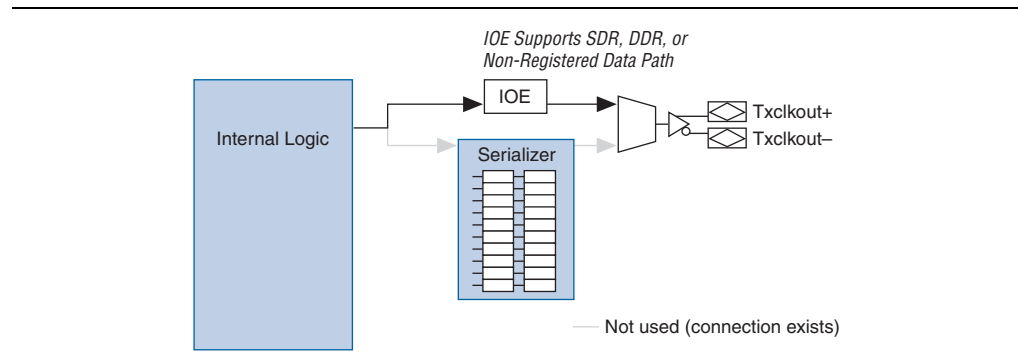 IOE Supports SDR, DDR, or
Non-Registered Data Path
IOE
Internal Logic
Txclkout+
Txclkout–
Serializer
Not used (connection exists)